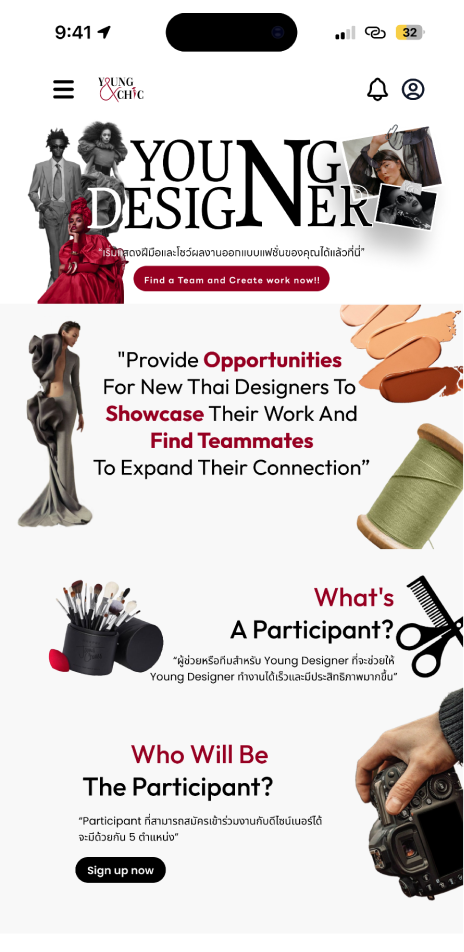 9:41
32
YOUNG
&CHIC
YOUNG
DESIGNER
“เริ่มแสดงฝีมือและโชว์ผลงานออกแบบแฟชั่นของคุณได้แล้วที่นี่”
Find a Team and Create work now!!
"Provide Opportunities
For New Thai Designers To
Showcase Their Work And
Find Teammates
To Expand Their Connection”
What's
A Participant?
“ผู้ช่วยหรือทีมสำหรับ Young Designer ที่จะช่วยให้
Young Designer ทำงานได้เร็วและมีประสิทธิภาพมากขึ้น”
Who Will Be
The Participant?
“Participant ที่สามารถสมัครเข้าร่วมงานกับดีไซน์เนอร์ได้
จะมีด้วยกัน 5 ตำแหน่ง”
Sign up now